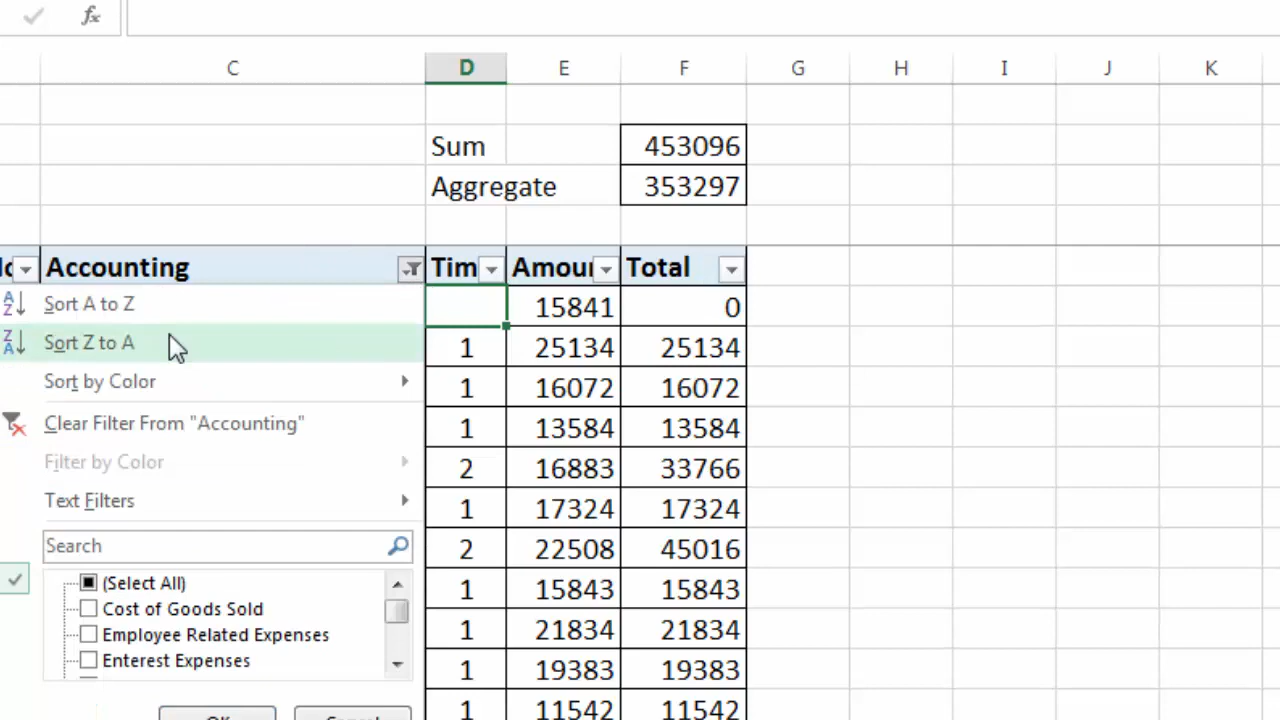 fx
C D E F G H I J K
Sum 453096
Aggregate 353297
Accounting Tim Amou Total
Sort A to Z 15841 0
Sort Z to A 1 25134 25134
Sort by Color 1 16072 16072
Clear Filter From "Accounting" 1 13584 13584
Filter by Color 2 16883 33766
Text Filters 1 17324 17324
Search 2 22508 45016
(Select All) 1 15843 15843
Cost of Goods Sold
Employee Related Expenses 1 21834 21834
Enterest Expenses 1 19383 19383
1 11542 11542